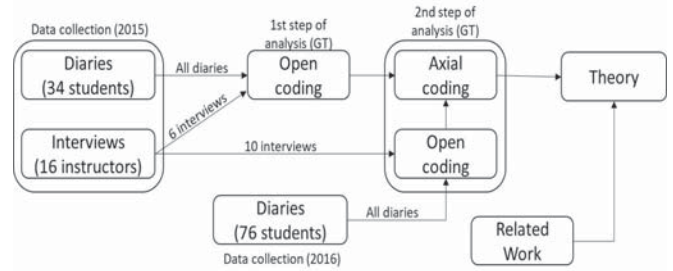 Data collection (2015)
1st step of
analysis (GT)
2nd step of
analysis (GT)
Diaries
(34 students)
All diaries
Open
coding
Axial
coding
Theory
6 interviews
Interviews
(16 instructors)
10 interviews
Open
coding
Diaries
(76 students)
All diaries
Data collection (2016)
Related
Work